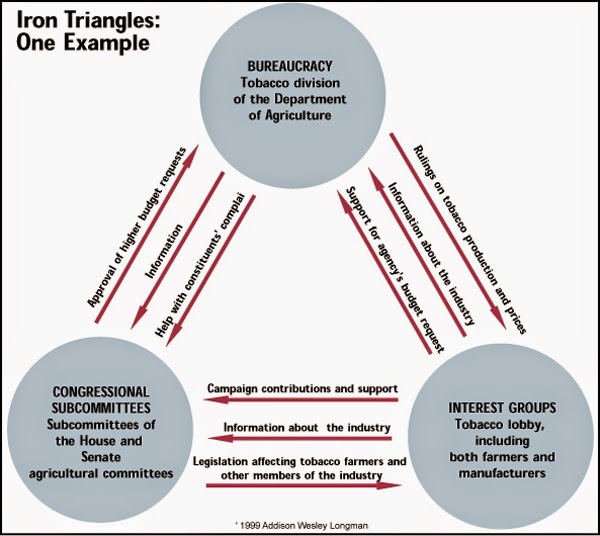 Iron Triangles:
One Example
BUREAUCRACY
Tobacco division
of the Department
of Agriculture
Approval of higher budget requests
Information
Help with constituents' complai
Support for agency's budget request
Information about the industry
Rulings on tobacco production and prices
CONGRESSIONAL
SUBCOMMITTEES
Subcommittees of
the House and
Senate
agricultural committees
Campaign contributions and support
Information about the industry
Legislation affecting tobacco farmers and
other members of the industry
INTEREST GROUPS
Tobacco lobby,
including
both farmers and
manufacturers
' 1999 Addison Wesley Longman